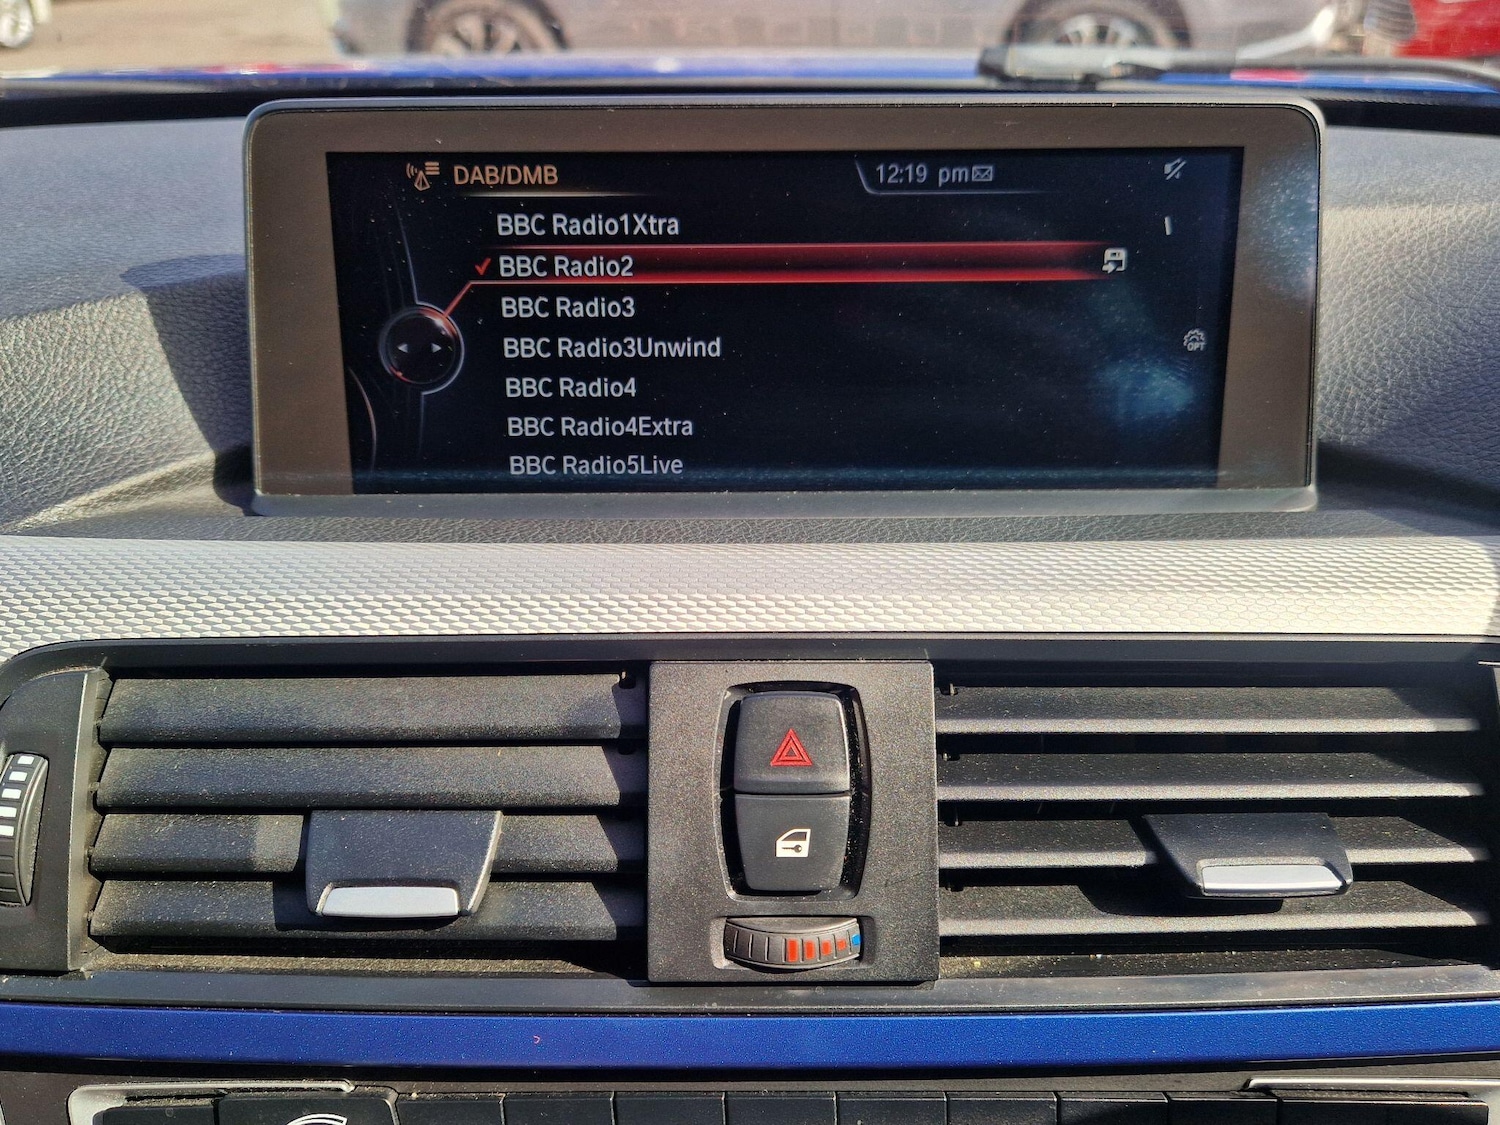 DAB/DMB
12:19 pm
BBC Radio1Xtra
BBC Radio2
BBC Radio3
BBC Radio3Unwind
OPT
BBC Radio4
BBC Radio4Extra
BBC Radio5Live